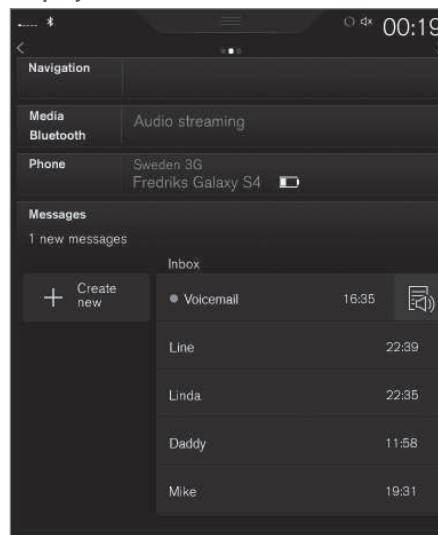 00:19
Navigation
Media
Bluetooth
Audio streaming
Phone
Sweden 3G
Fredriks Galaxy S4
Messages
1 new messages
Inbox
Create
new
Voicemail 16:35
Line 22:39
Linda 22:35
Daddy 11:58
Mike 19:31